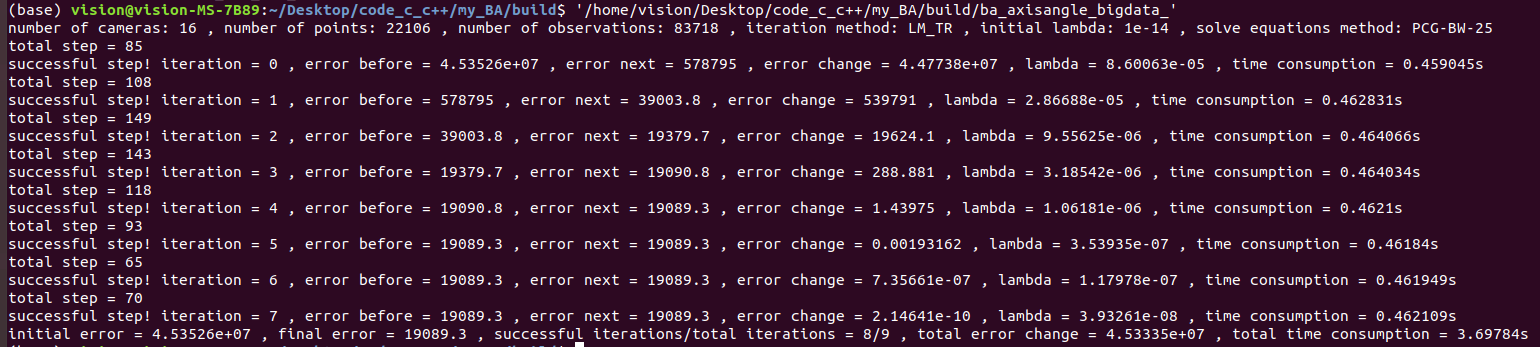 (base) vision@vision-MS-7B89:~/Desktop/code_c_c++/my_BA/build$ '/home/vision/Desktop/code_c_c++/my_BA/build/ba_axisangle_bigdata_'
number of cameras: 16 , number of points: 22106 , number of observations: 83718 , iteration method: LM_TR , initial lambda: 1e-14 , solve equations method: PCG-BW-25
total step = 85
successful step! iteration = 0 , error before = 4.53526e+07 , error next = 578795 , error change = 4.47738e+07 , lambda = 8.60063e-05 , time consumption = 0.459045s
total step = 108
successful step! iteration = 1 , error before = 578795 , error next = 39003.8 , error change = 539791 , lambda = 2.86688e-05 , time consumption = 0.462831s
total step = 149
successful step! iteration = 2 , error before = 39003.8 , error next = 19379.7 , error change = 19624.1 , lambda = 9.55625e-06 , time consumption = 0.464066s
total step = 143
successful step! iteration = 3 , error before = 19379.7 , error next = 19090.8 , error change = 288.881 , lambda = 3.18542e-06 , time consumption = 0.464034s
total step = 118
successful step! iteration = 4 , error before = 19090.8 , error next = 19089.3 , error change = 1.43975 , lambda = 1.06181e-06 , time consumption = 0.4621s
total step = 93
successful step! iteration = 5 , error before = 19089.3 , error next = 19089.3 , error change = 0.00193162 , lambda = 3.53935e-07 , time consumption = 0.46184s
total step = 65
successful step! iteration = 6 , error before = 19089.3 , error next = 19089.3 , error change = 7.35661e-07 , lambda = 1.17978e-07 , time consumption = 0.461949s
total step = 70
successful step! iteration = 7 , error before = 19089.3 , error next = 19089.3 , error change = 2.14641e-10 , lambda = 3.93261e-08 , time consumption = 0.462109s
initial error = 4.53526e+07 , final error = 19089.3 , successful iterations/total iterations = 8/9 , total error change = 4.53335e+07 , total time consumption = 3.69784s